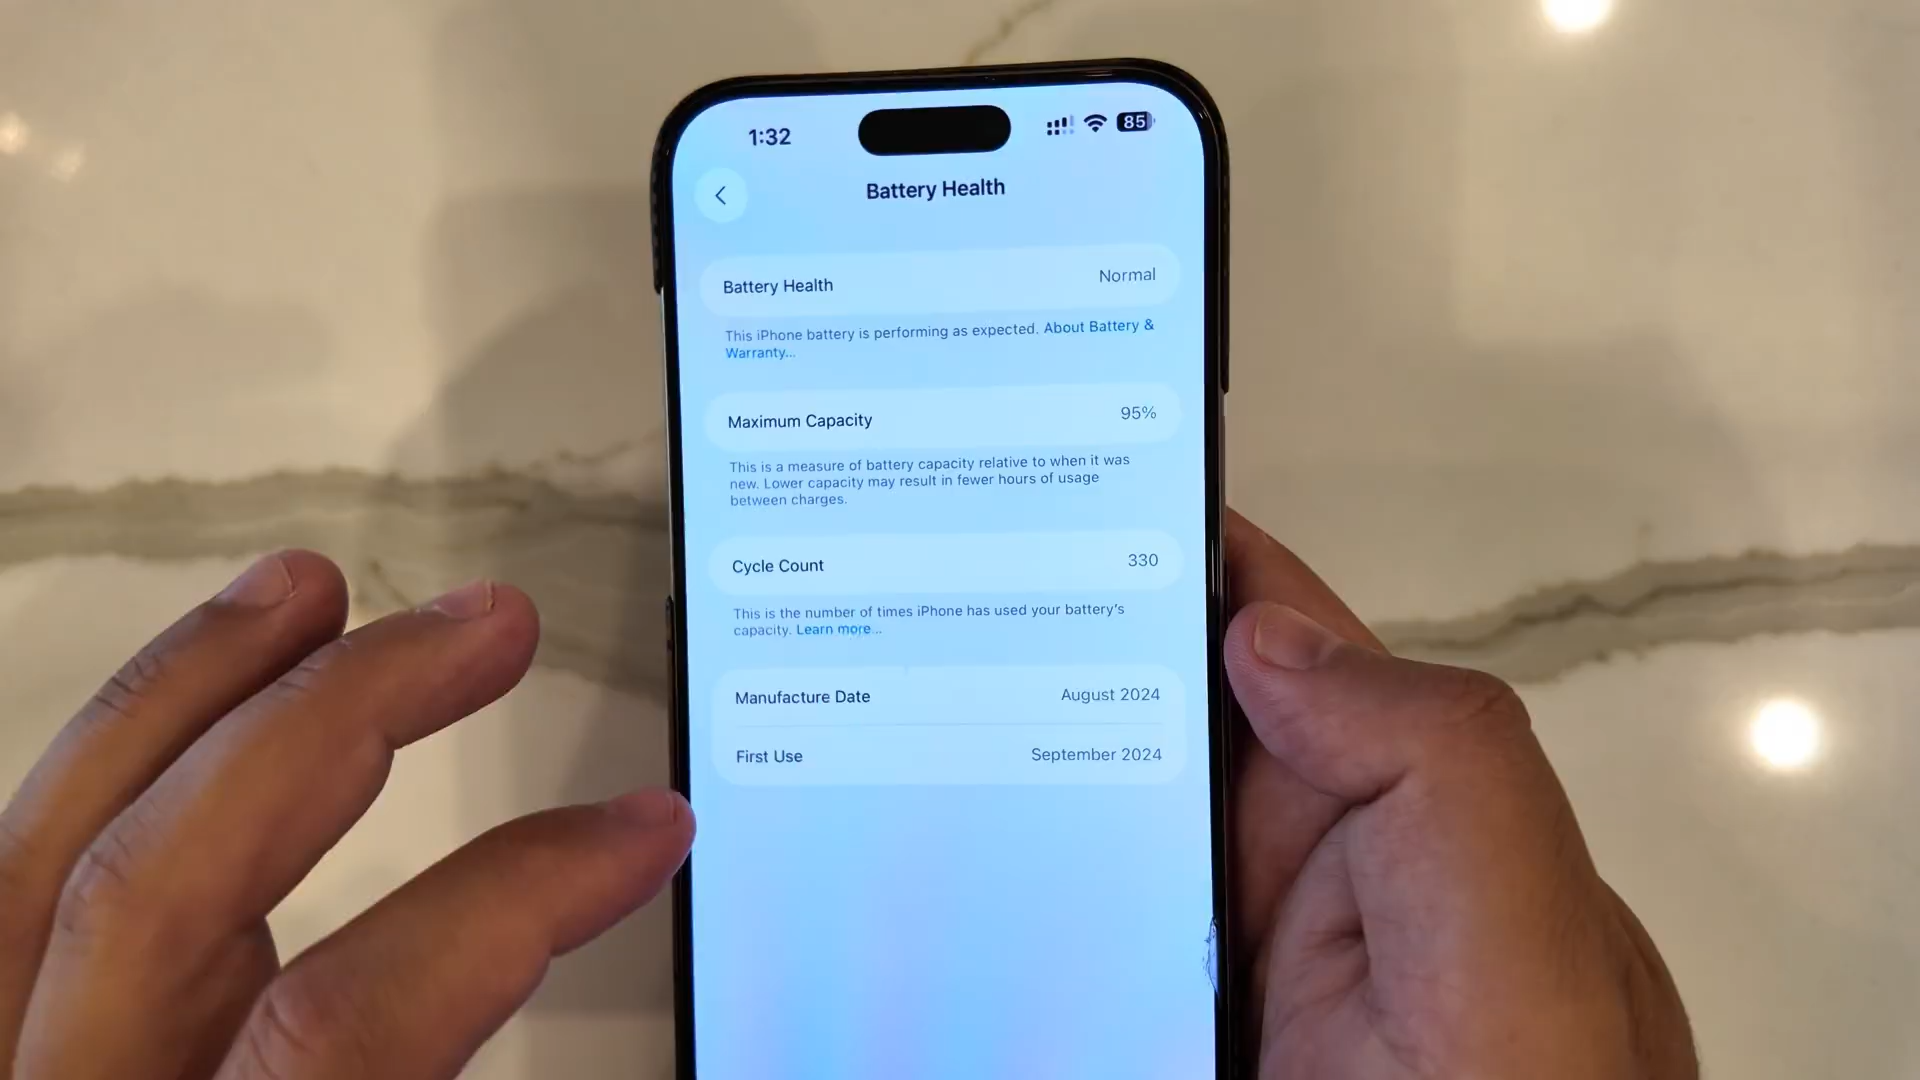 1:32
85
Battery Health
Battery Health Normal
This iPhone battery is performing as expected. About Battery &
Warranty...
Maximum Capacity 95%
This is a measure of battery capacity relative to when it was
new. Lower capacity may result in fewer hours of usage
between charges.
Cycle Count 330
This is the number of times iPhone has used your battery's
capacity. Learn more...
Manufacture Date August 2024
First Use September 2024